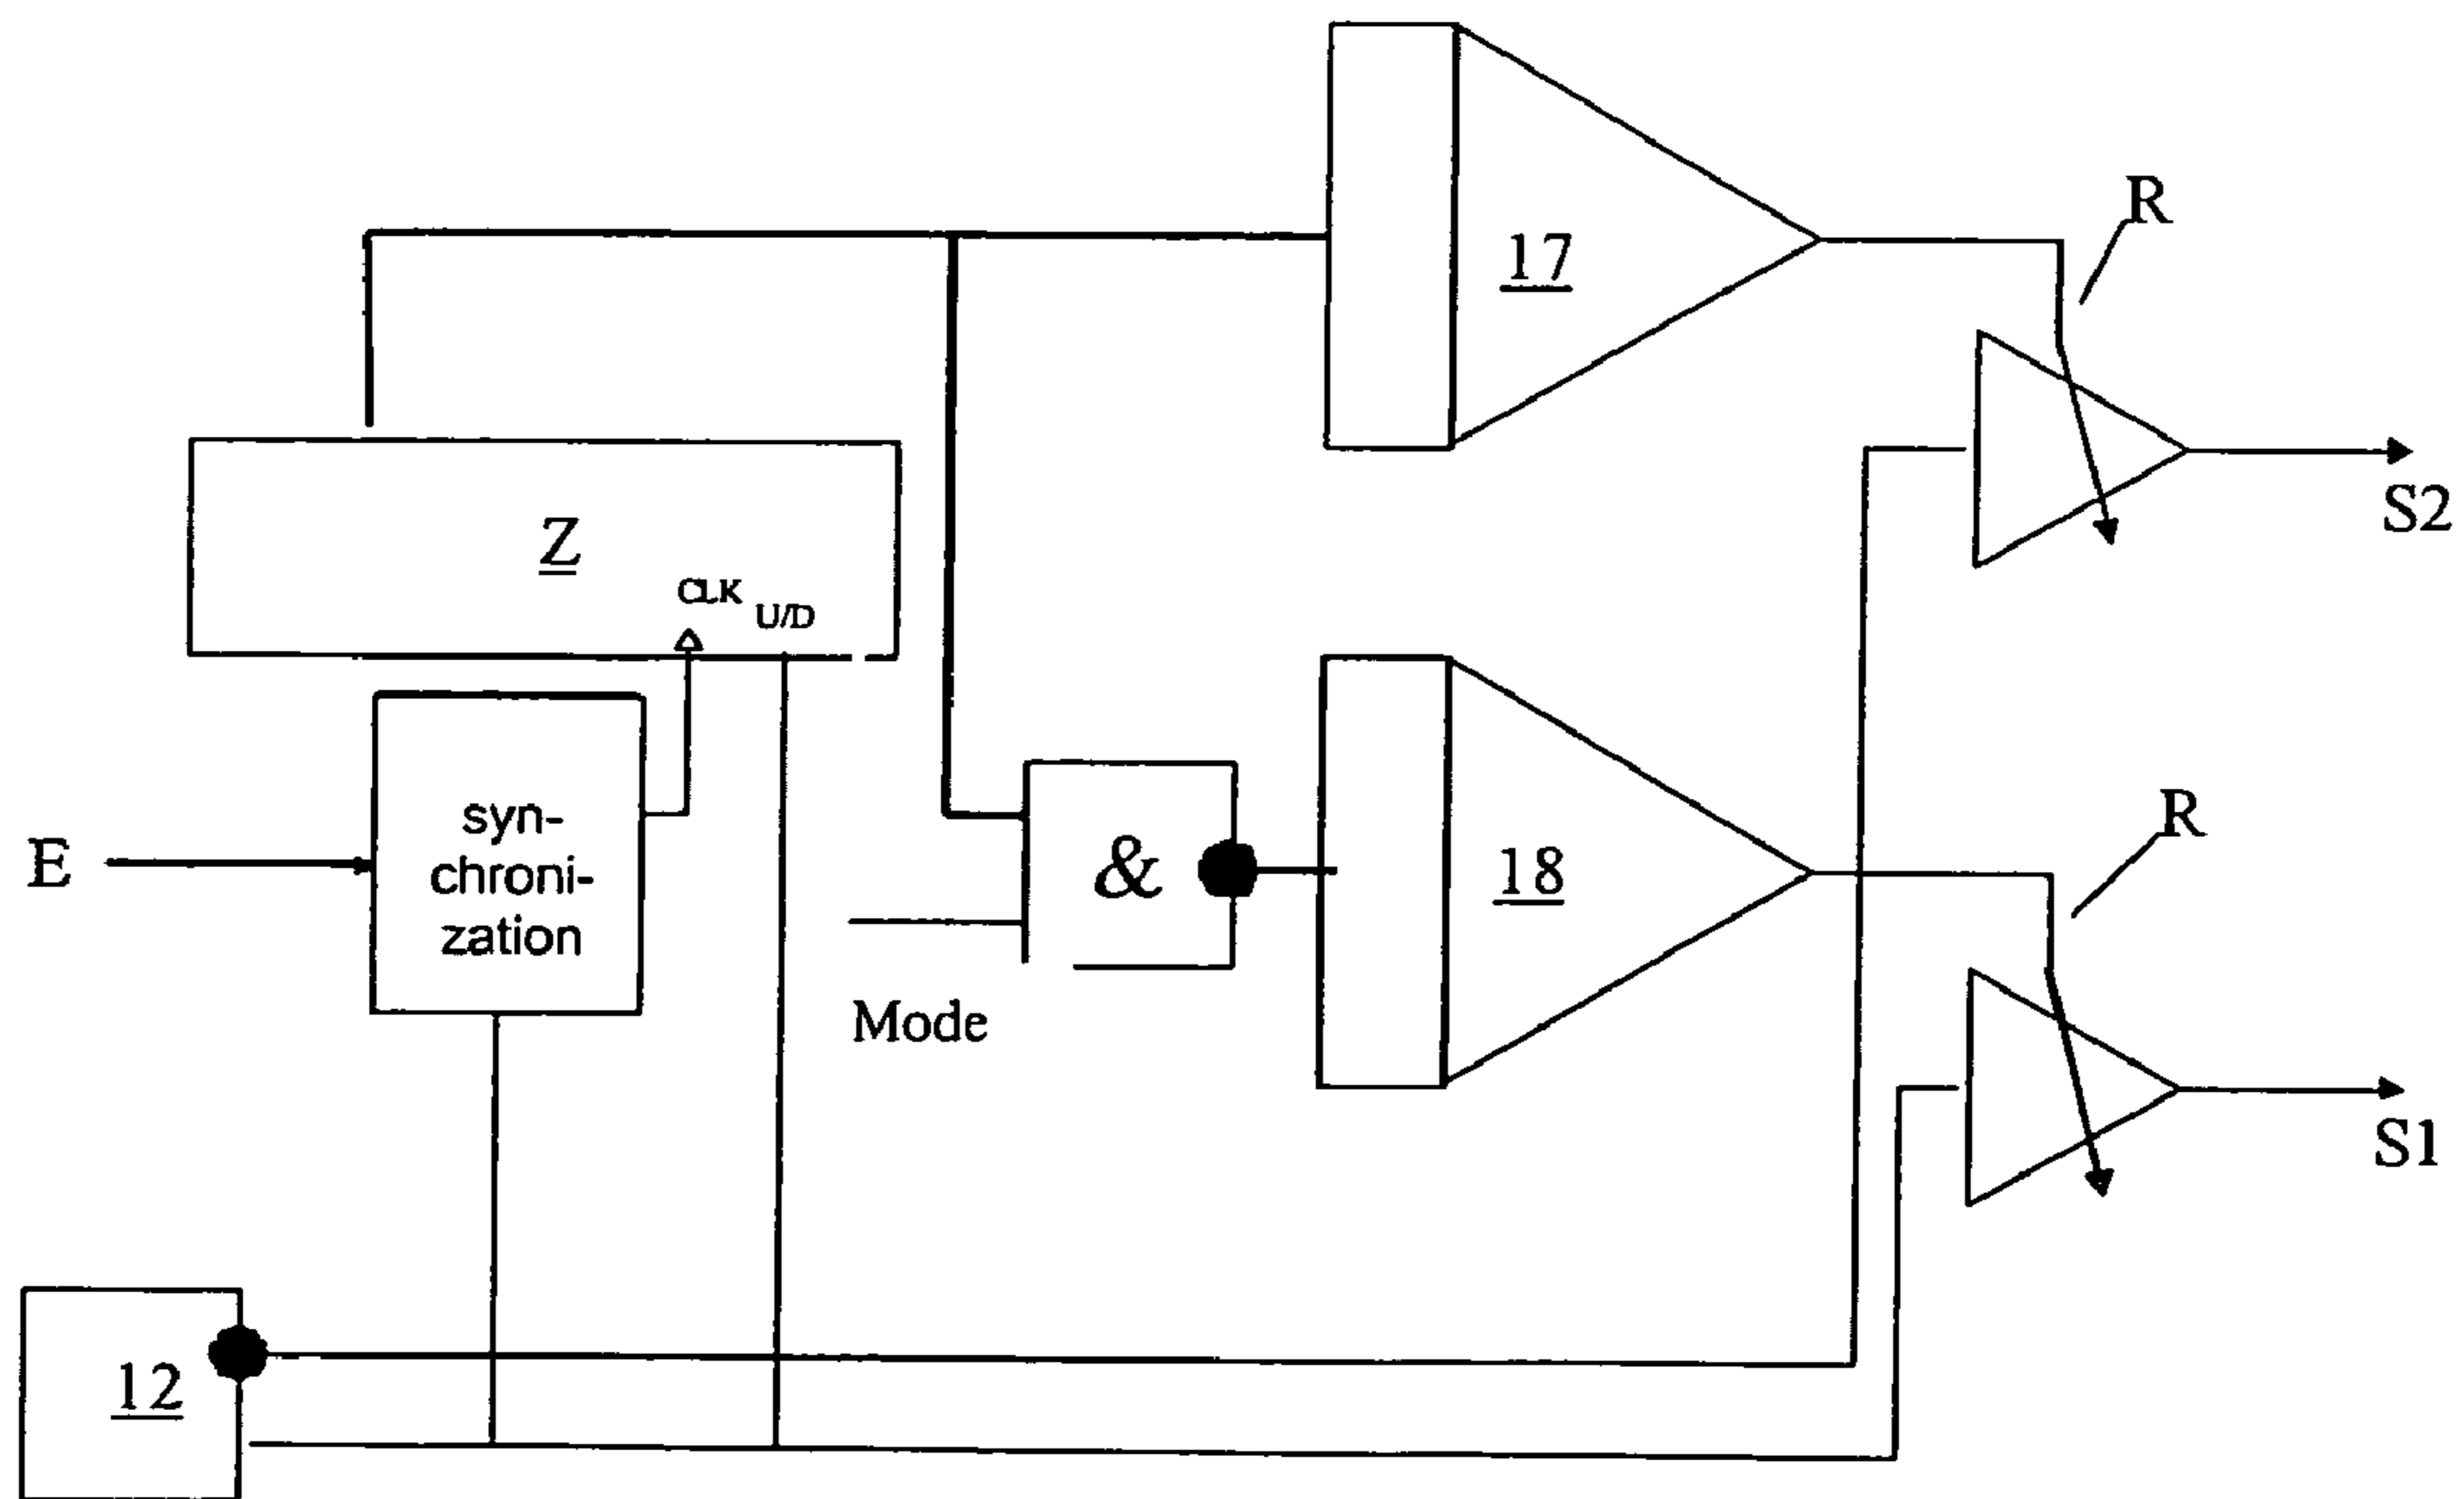 R
17
Z
CLK
U/D
S2
syn-
chroni-
zation
E
&
18
R
Mode
S1
12